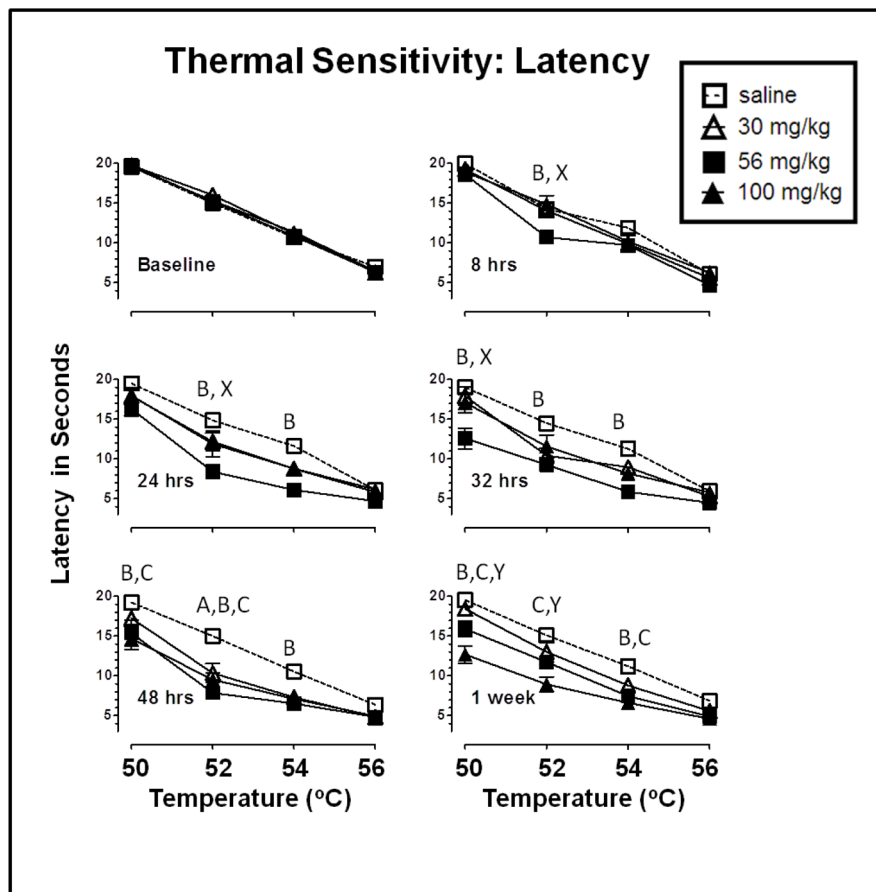 Thermal Sensitivity: Latency
saline
30 mg/kg
56 mg/kg
100 mg/kg
20
15
10
5
Baseline
20
15
10
5
B, X
8 hrs
20
15
10
5
B, X
B
24 hrs
20
15
10
5
B, X
B
B
32 hrs
20
15
10
5
B,C
A,B,C
B
48 hrs
20
15
10
5
B,C,Y
C,Y
B,C
1 week
50 52 54 56
50 52 54 56
Temperature (ºC)
Temperature (ºC)
Latency in Seconds